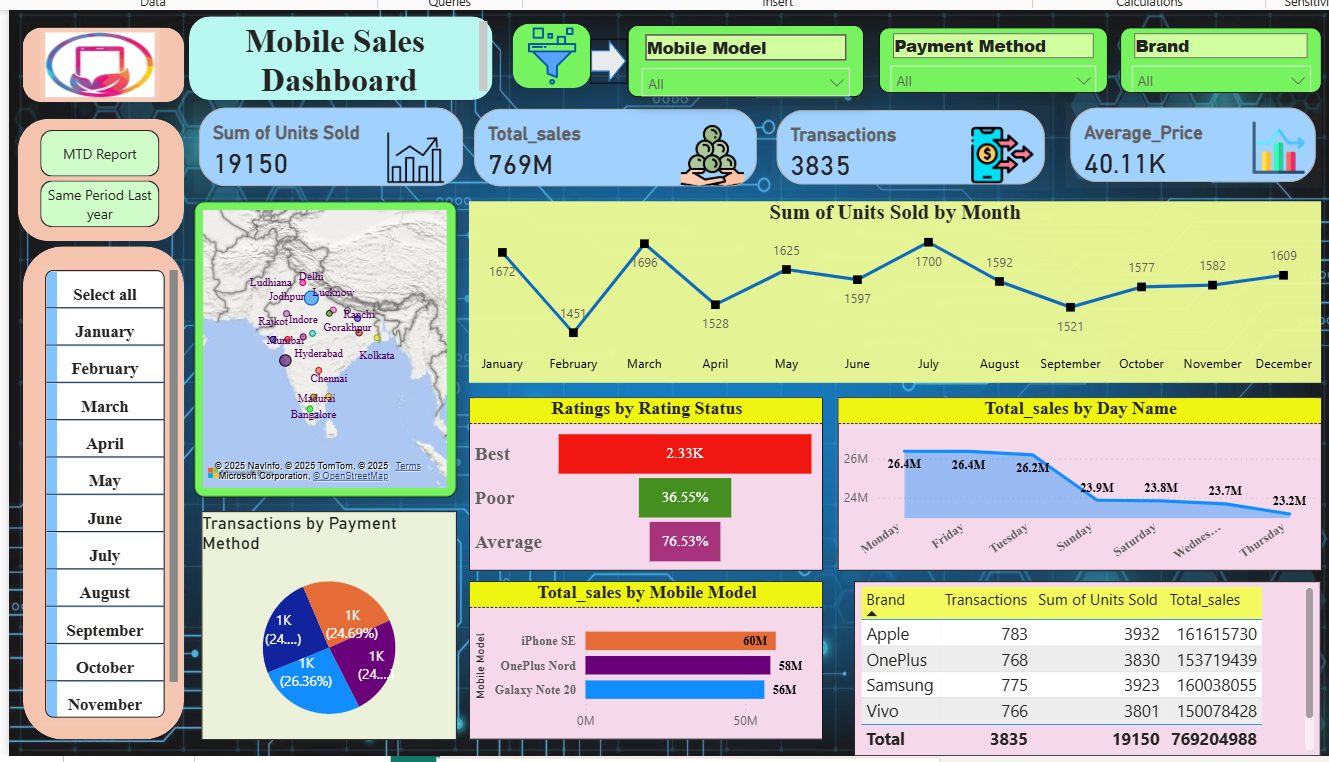 Data
Queries
Insert
Calculations
Mobile Sales
Dashboard
Mobile Model
All
Payment Method
All
Brand
All
Sum of Units Sold
19150
Total_sales
769M
Transactions
3835
Average_Price
40.11K
MTD Report
Same Period Last
year
Select all
January
February
March
April
May
June
July
August
September
October
November
Delhi
Ludhiana
Jodhpur
Lucknow
Ranchi
Rajkot
Indore
Gorakhpur
Mumbai
Hyderabad
Kolkata
Chennai
Madurai
Bangalore
© 2025 NavInfo, © 2025 TomTom, © 2025 Terms
Microsoft Corporation, © OpenStreetMap
Sum of Units Sold by Month
1672
1451
1696
1528
1625
1597
1700
1592
1521
1577
1582
1609
January February March April May June July August September October November December
Transactions by Payment
Method
1K
(24.69%)
1K
(24....)
1K
(26.36%)
1K
(24....)
Ratings by Rating Status
Best 2.33K
Poor 36.55%
Average 76.53%
Total_sales by Day Name
26M
24M
26.4M 26.4M 26.2M 23.9M 23.8M 23.7M 23.2M
Monday Friday Tuesday Sunday Saturday Wednes... Thursday
Total_sales by Mobile Model
Mobile Model
iPhone SE 60M
OnePlus Nord 58M
Galaxy Note 20 56M
0M 50M
Brand Transactions Sum of Units Sold Total_sales
Apple 783 3932 161615730
OnePlus 768 3830 153719439
Samsung 775 3923 160038055
Vivo 766 3801 150078428
Total 3835 19150 769204988